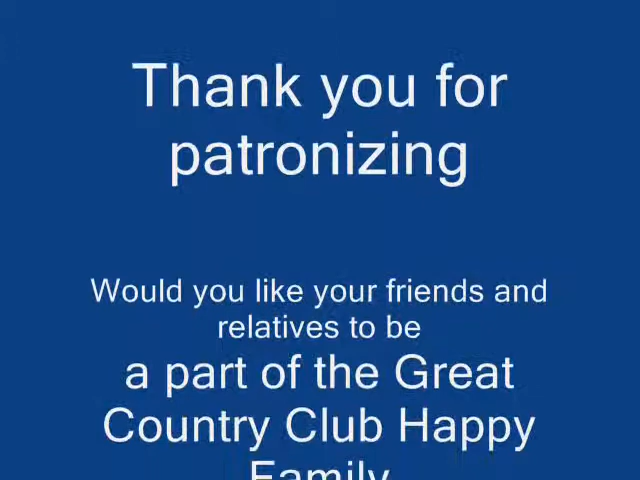 Thank you for
patronizing
Would you like your friends and
relatives to be
a part of the Great
Country Club Happy
Family